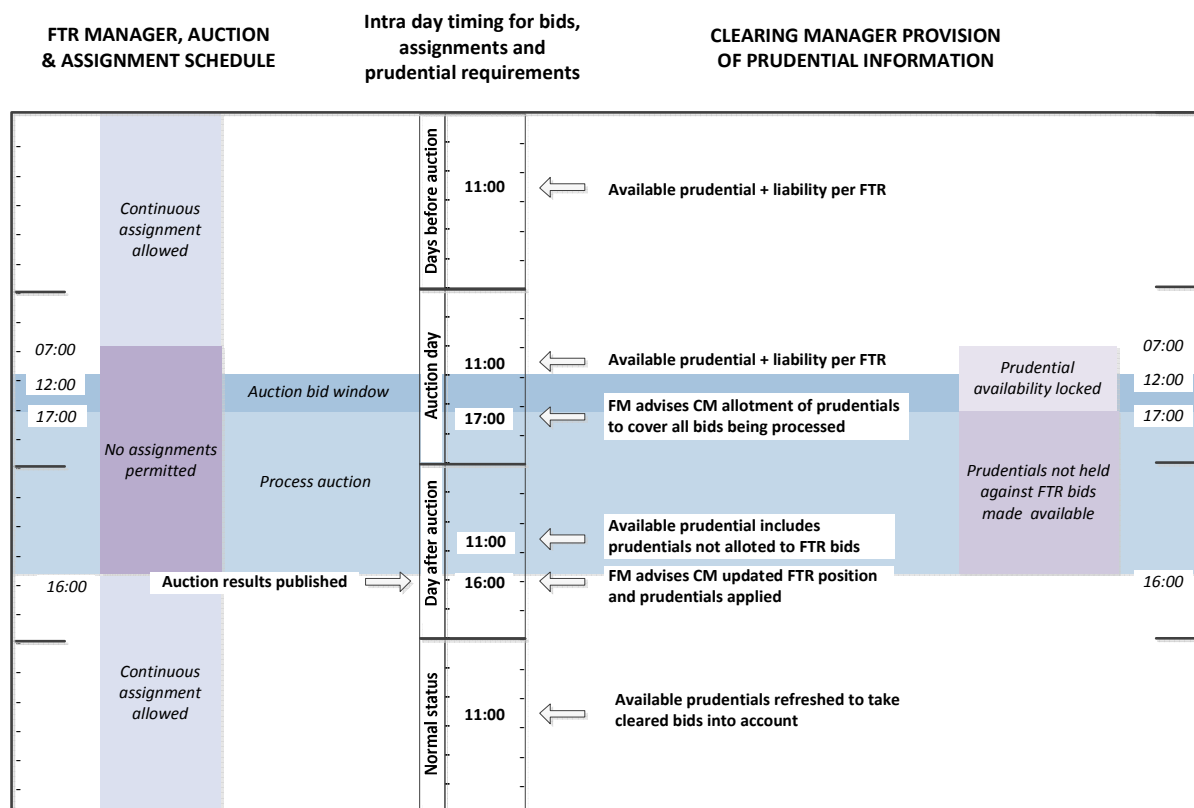 FTR MANAGER, AUCTION
& ASSIGNMENT SCHEDULE
Intra day timing for bids,
assignments and
prudential requirements
CLEARING MANAGER PROVISION
OF PRUDENTIAL INFORMATION
Days before auction
11:00
Available prudential + liability per FTR
Continuous
assignment
allowed
Auction day
07:00
11:00
Available prudential + liability per FTR
07:00
Prudential
availability locked
12:00
Auction bid window
12:00
17:00
17:00
FM advises CM allotment of prudentials
to cover all bids being processed
17:00
No assignments
permitted
Process auction
Prudentials not held
against FTR bids
made available
Day after auction
11:00
Available prudential includes
prudentials not alloted to FTR bids
16:00
Auction results published
16:00
FM advises CM updated FTR position
and prudentials applied
16:00
Continuous
assignment
allowed
Normal status
11:00
Available prudentials refreshed to take
cleared bids into account